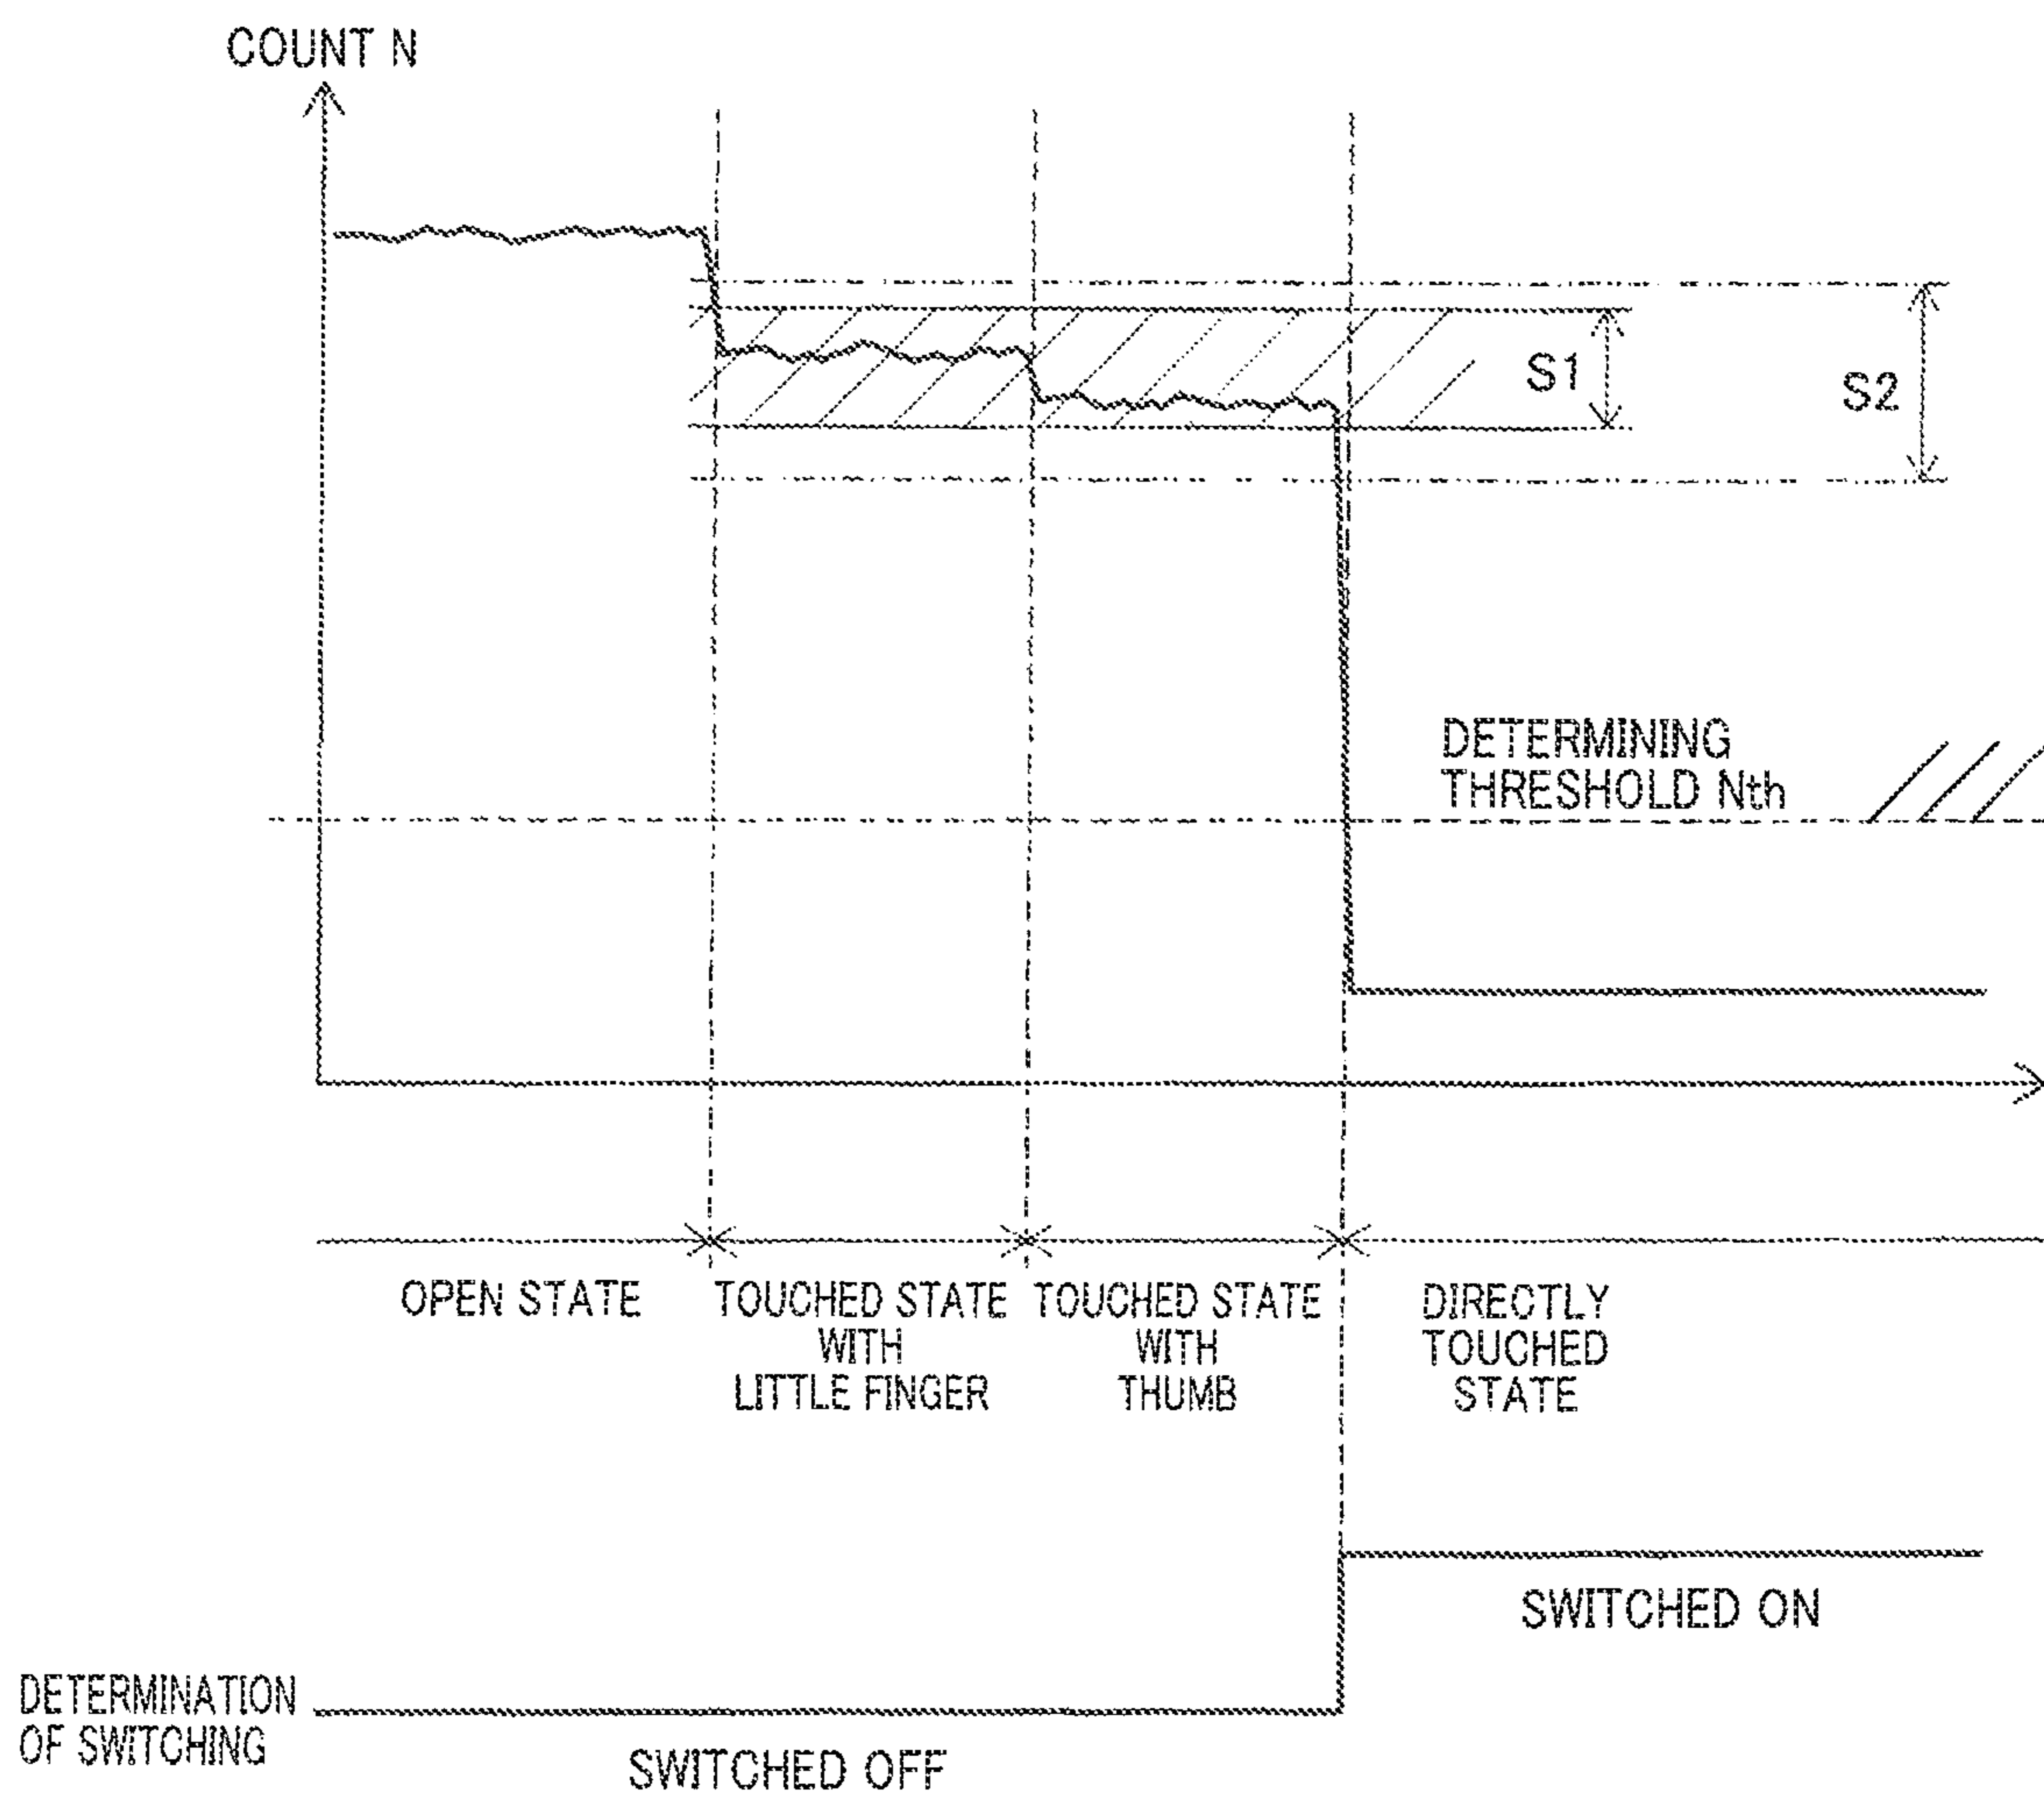 COUNT N
S1
S2
DETERMINING
THRESHOLD Nth
OPEN STATE
TOUCHED STATE
WITH
LITTLE FINGER
TOUCHED STATE
WITH
THUMB
DIRECTLY
TOUCHED
STATE
SWITCHED ON
DETERMINATION
OF SWITCHING
SWITCHED OFF